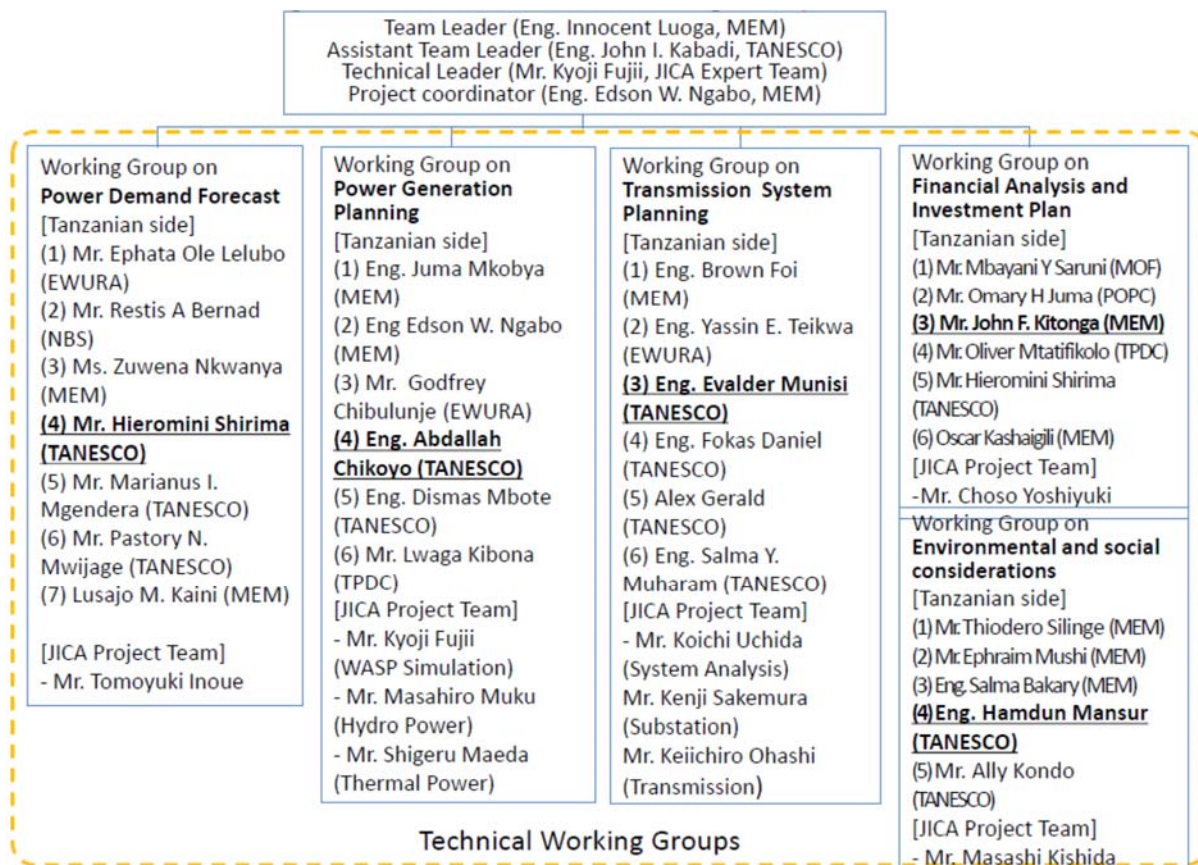 Team Leader (Eng. Innocent Luoga, MEM)
Assistant Team Leader (Eng. John I. Kabadi, TANESCO)
Technical Leader (Mr. Kyoji Fujii, JICA Expert Team)
Project coordinator (Eng. Edson W. Ngabo, MEM)
Working Group on
Power Demand Forecast
[Tanzanian side]
(1) Mr. Ephata Ole Lelubo
(EWURA)
(2) Mr. Restis A Bernad
(NBS)
(3) Ms. Zuwena Nkwanya
(MEM)
(4) Mr. Hieromini Shirima
(TANESCO)
(5) Mr. Marianus I.
Mgendera (TANESCO)
(6) Mr. Pastory N.
Mwijage (TANESCO)
(7) Lusajo M. Kaini (MEM)
[JICA Project Team]
- Mr. Tomoyuki Inoue
Working Group on
Power Generation
Planning
[Tanzanian side]
(1) Eng. Juma Mkobya
(MEM)
(2) Eng Edson W. Ngabo
(MEM)
(3) Mr. Godfrey
Chibulunje (EWURA)
(4) Eng. Abdallah
Chikoyo (TANESCO)
(5) Eng. Dismas Mbote
(TANESCO)
(6) Mr. Lwaga Kibona
(TPDC)
[JICA Project Team]
- Mr. Kyoji Fujii
(WASP Simulation)
- Mr. Masahiro Muku
(Hydro Power)
- Mr. Shigeru Maeda
(Thermal Power)
Working Group on
Transmission System
Planning
[Tanzanian side]
(1) Eng. Brown Foi
(MEM)
(2) Eng. Yassin E. Teikwa
(EWURA)
(3) Eng. Evalder Munisi
(TANESCO)
(4) Eng. Fokas Daniel
(TANESCO)
(5) Alex Gerald
(TANESCO)
(6) Eng. Salma Y.
Muharam (TANESCO)
[JICA Project Team]
- Mr. Koichi Uchida
(System Analysis)
Mr. Kenji Sakemura
(Substation)
Mr. Keiichiro Ohashi
(Transmission)
Working Group on
Financial Analysis and
Investment Plan
[Tanzanian side]
(1) Mr. Mbayani Y Saruni (MOF)
(2) Mr. Omary H Juma (POPC)
(3) Mr. John F. Kitonga (MEM)
(4) Mr. Oliver Mtatifikolo (TPDC)
(5) Mr. Hieromini Shirima
(TANESCO)
(6) Oscar Kashaigili (MEM)
[JICA Project Team]
-Mr. Choso Yoshiyuki
Working Group on
Environmental and social
considerations
[Tanzanian side]
(1) Mr. Thiodero Silinge (MEM)
(2) Mr. Ephraim Mushi (MEM)
(3) Eng. Salma Bakary (MEM)
(4) Eng. Hamdun Mansur
(TANESCO)
(5) Mr. Ally Kondo
(TANESCO)
[JICA Project Team]
- Mr. Masashi Kishida
Technical Working Groups